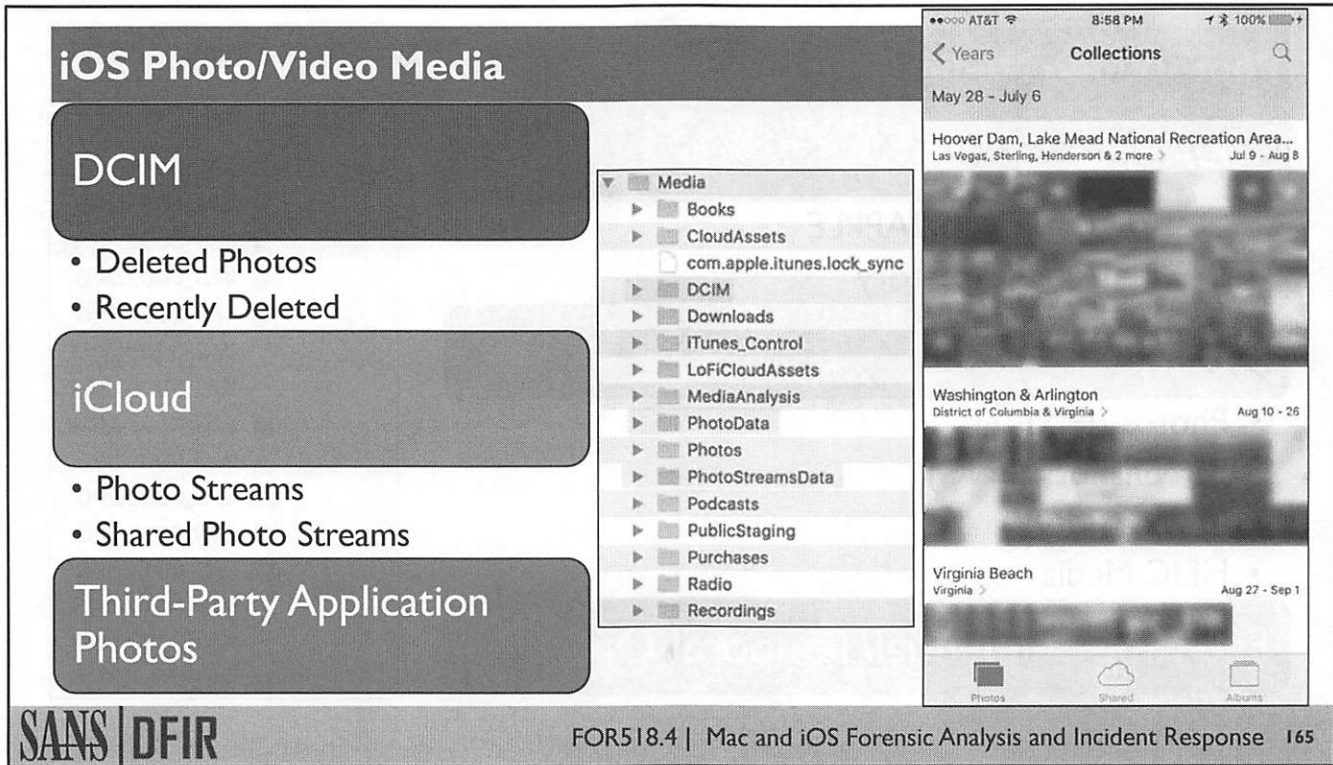 iOS Photo/Video Media
DCIM
• Deleted Photos
• Recently Deleted
iCloud
• Photo Streams
• Shared Photo Streams
Third-Party Application
Photos
Media
Books
CloudAssets
com.apple.itunes.lock_sync
DCIM
Downloads
iTunes_Control
LoFiCloudAssets
MediaAnalysis
PhotoData
Photos
PhotoStreamsData
Podcasts
PublicStaging
Purchases
Radio
Recordings
AT&T 8:58 PM 100%
Years Collections
May 28 - July 6
Hoover Dam, Lake Mead National Recreation Area...
Las Vegas, Sterling, Henderson & 2 more > Jul 9 - Aug 8
Washington & Arlington
District of Columbia & Virginia > Aug 10 - 26
Virginia Beach
Virginia > Aug 27 - Sep 1
Photos Shared Albums
SANS | DFIR
FOR518.4 | Mac and iOS Forensic Analysis and Incident Response 165